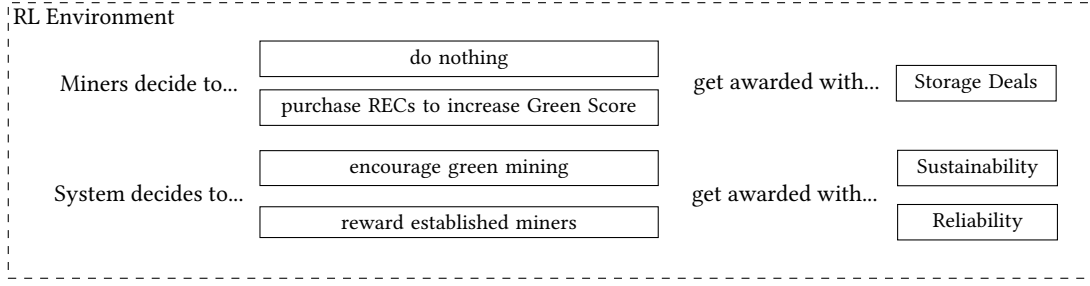 RL Environment
do nothing
Miners decide to...
get awarded with...
Storage Deals
purchase RECs to increase Green Score
encourage green mining
Sustainability
System decides to...
get awarded with...
reward established miners
Reliability